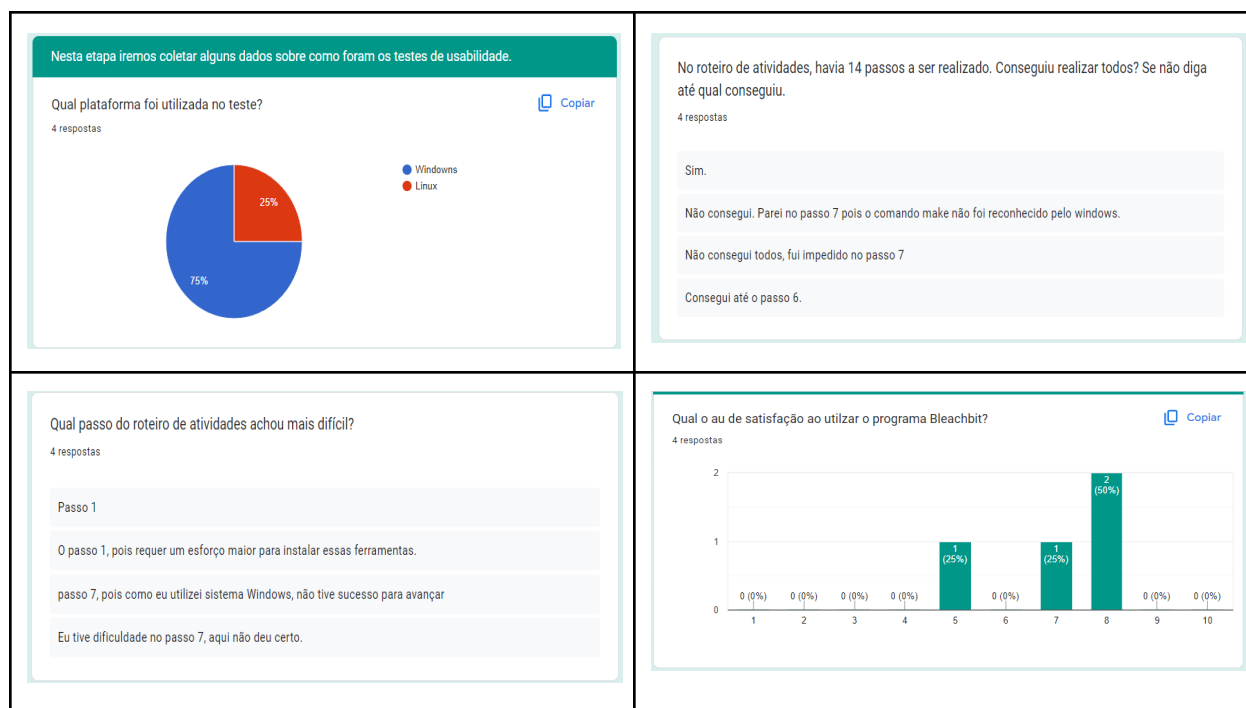 Nesta etapa iremos coletar alguns dados sobre como foram os testes de usabilidade.
Qual plataforma foi utilizada no teste?
Copiar
4 respostas
Windowns
Linux
25%
75%
No roteiro de atividades, havia 14 passos a ser realizado. Conseguiu realizar todos? Se não diga
até qual conseguiu.
4 respostas
Sim.
Não consegui. Parei no passo 7 pois o comando make não foi reconhecido pelo windows.
Não consegui todos, fui impedido no passo 7
Consegui até o passo 6.
Qual passo do roteiro de atividades achou mais difícil?
4 respostas
Passo 1
O passo 1, pois requer um esforço maior para instalar essas ferramentas.
passo 7, pois como eu utilizei sistema Windows, não tive sucesso para avançar
Eu tive dificuldade no passo 7, aqui não deu certo.
Qual o au de satisfação ao utilzar o programa Bleachbit?
Copiar
4 respostas
2
1
0
0 (0%)
0 (0%)
0 (0%)
0 (0%)
1
(25%)
0 (0%)
1
(25%)
2
(50%)
0 (0%)
0 (0%)
1 2 3 4 5 6 7 8 9 10